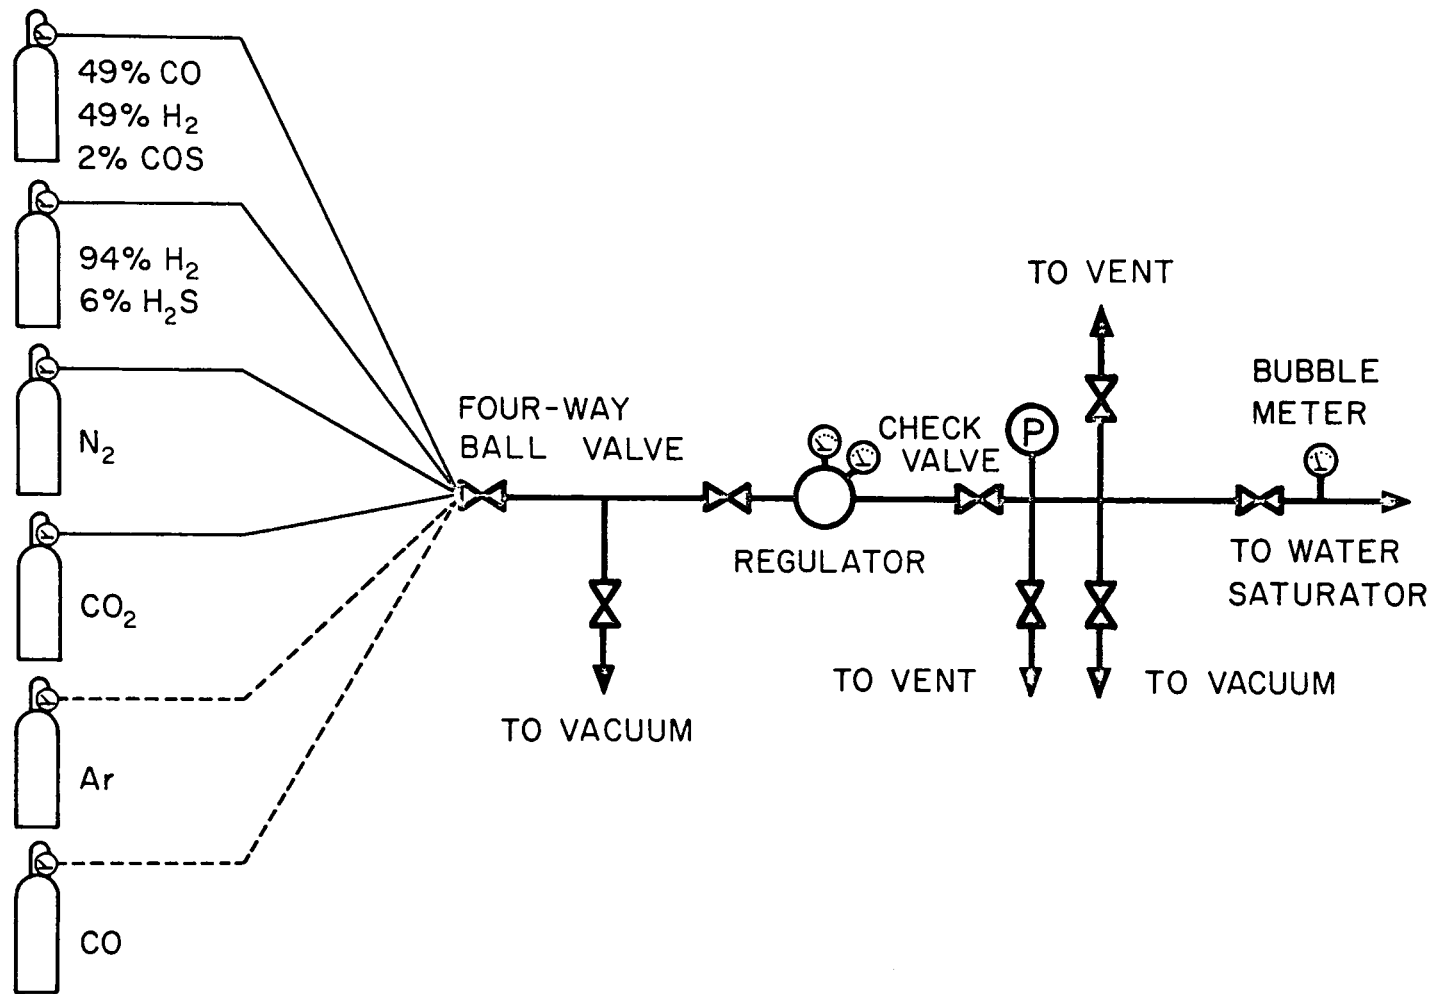 49% CO
49% H₂
2% COS
94% H₂
6% H₂S
N₂
CO₂
Ar
CO
FOUR-WAY
BALL VALVE
TO VACUUM
REGULATOR
CHECK
VALVE
P
TO VENT
TO VENT
TO VACUUM
BUBBLE
METER
TO WATER
SATURATOR